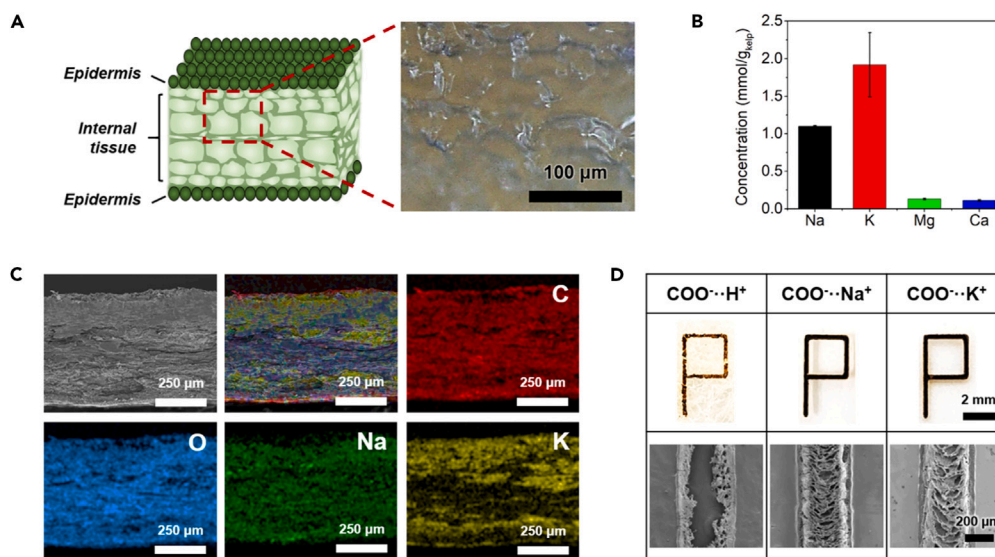 A
Epidermis
Internal
tissue
Epidermis
100 μm
B
Concentration (mmol/gkelp)
2.5
2.0
1.5
1.0
0.5
0.0
Na
K
Mg
Ca
C
250 μm
250 μm
C
250 μm
O
250 μm
Na
250 μm
K
250 μm
D
COO⁻··H⁺
COO⁻··Na⁺
COO⁻··K⁺
2 mm
200 μm